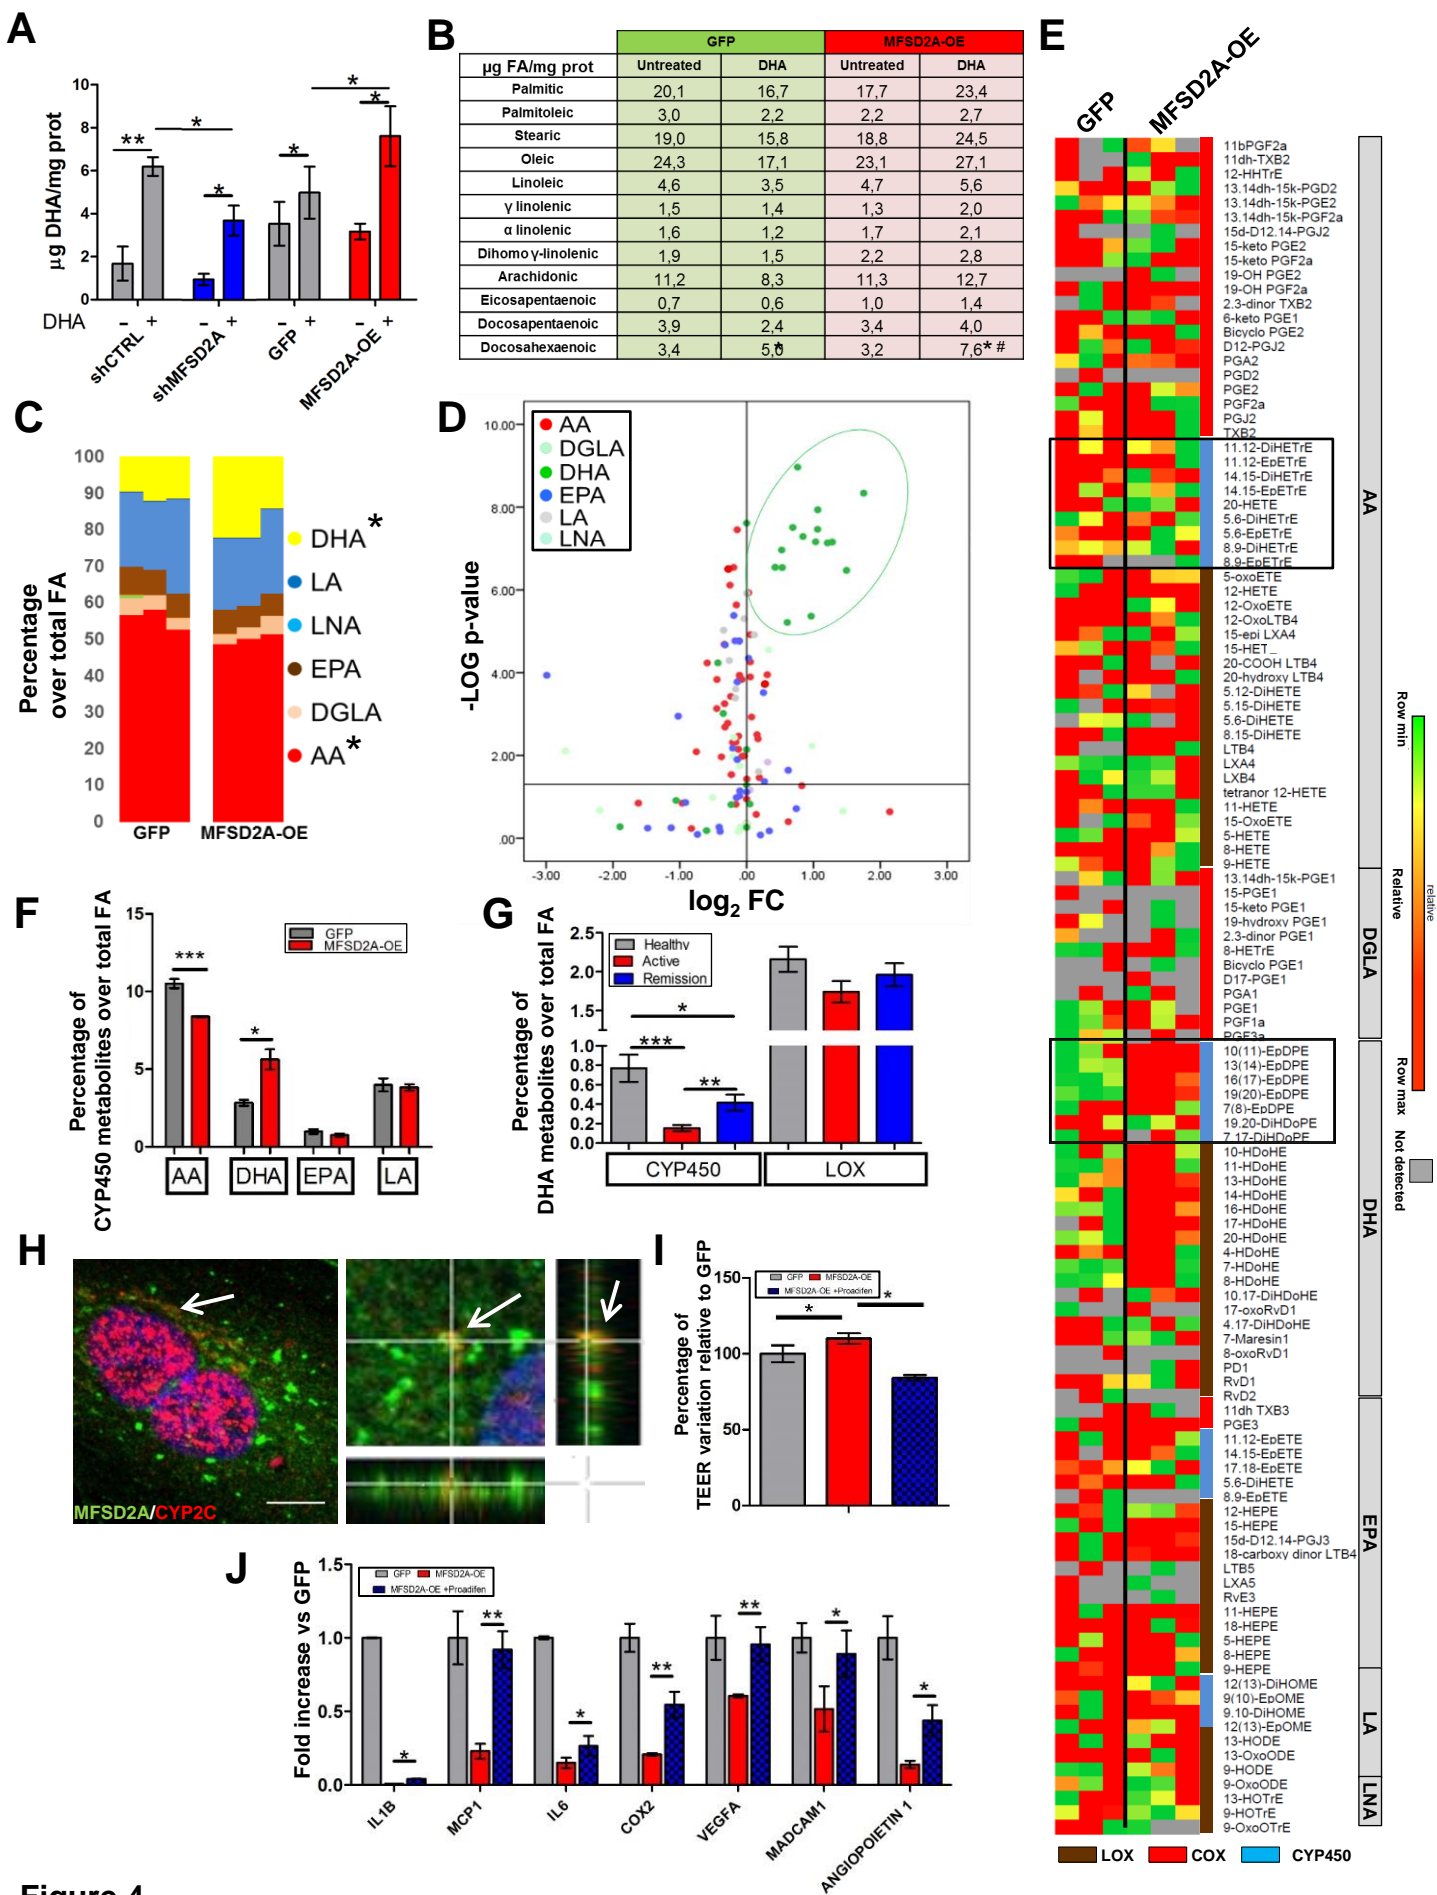 A
µg DHA/mg prot
10
8
6
4
2
0
** * * * * *
DHA - + - + - + - +
shCTRL shMFSD2A GFP MFSD2A-OE
B
GFP MFSD2A-OE
µg FA/mg prot Untreated DHA Untreated DHA
Palmitic 20,1 16,7 17,7 23,4
Palmitoleic 3,0 2,2 2,2 2,7
Stearic 19,0 15,8 18,8 24,5
Oleic 24,3 17,1 23,1 27,1
Linoleic 4,6 3,5 4,7 5,6
γ linolenic 1,5 1,4 1,3 2,0
α linolenic 1,6 1,2 1,7 2,1
Dihomo γ-linolenic 1,9 1,5 2,2 2,8
Arachidonic 11,2 8,3 11,3 12,7
Eicosapentaenoic 0,7 0,6 1,0 1,4
Docosapentaenoic 3,9 2,4 3,4 4,0
Docosahexaenoic 3,4 5,0* 3,2 7,6* #
C
Percentage
over total FA
100
90
80
70
60
50
40
30
20
10
0
GFP MFSD2A-OE
DHA*
LA
LNA
EPA
DGLA
AA*
D
-LOG p-value
10.00
8.00
6.00
4.00
2.00
.00
-3.00 -2.00 -1.00 .00 1.00 2.00 3.00
log2 FC
AA
DGLA
DHA
EPA
LA
LNA
E
GFP MFSD2A-OE
11bPGF2a
11dh-TXB2
12-HHTrE
13.14dh-15k-PGD2
13.14dh-15k-PGE2
13.14dh-15k-PGF2a
15d-D12.14-PGJ2
15-keto PGE2
15-keto PGF2a
19-OH PGE2
19-OH PGF2a
2.3-dinor TXB2
6-keto PGE1
Bicyclo PGE2
D12-PGJ2
PGA2
PGD2
PGE2
PGF2a
PGJ2
TXB2
11.12-DiHETrE
11.12-EpETrE
14.15-DiHETrE
14.15-EpETrE
20-HETE
5.6-DiHETrE
5.6-EpETrE
8.9-DiHETrE
8.9-EpETrE
5-oxoETE
12-HETE
12-OxoETE
12-OxoLTB4
15-epi LXA4
15-HET_
20-COOH LTB4
20-hydroxy LTB4
5.12-DiHETE
5.15-DiHETE
5.6-DiHETE
8.15-DiHETE
LTB4
LXA4
LXB4
tetranor 12-HETE
11-HETE
15-OxoETE
5-HETE
8-HETE
9-HETE
13.14dh-15k-PGE1
15-PGE1
15-keto PGE1
19-hydroxy PGE1
2.3-dinor PGE1
8-HETrE
Bicyclo PGE1
D17-PGE1
PGA1
PGE1
PGF1a
PGF3a
10(11)-EpDPE
13(14)-EpDPE
16(17)-EpDPE
19(20)-EpDPE
7(8)-EpDPE
19.20-DiHDoPE
7.17-DiHDoPE
10-HDoHE
11-HDoHE
13-HDoHE
14-HDoHE
16-HDoHE
17-HDoHE
20-HDoHE
4-HDoHE
7-HDoHE
8-HDoHE
10.17-DiHDoHE
17-oxoRvD1
4.17-DiHDoHE
7-Maresin1
8-oxoRvD1
PD1
RvD1
RvD2
11dh TXB3
PGE3
11.12-EpETE
14.15-EpETE
17.18-EpETE
5.6-DiHETE
8.9-EpETE
12-HEPE
15-HEPE
15d-D12.14-PGJ3
18-carboxy dinor LTB4
LTB5
LXA5
RvE3
11-HEPE
18-HEPE
5-HEPE
8-HEPE
9-HEPE
12(13)-DiHOME
9(10)-EpOME
9.10-DiHOME
12(13)-EpOME
13-HODE
13-OxoODE
9-HODE
9-OxoODE
13-HOTrE
9-HOTrE
9-OxoOTrE
AA
DGLA
DHA
EPA
LA
LNA
Row min
Relative
relative
Row max
Not detected
LOX COX CYP450
F
Percentage of
CYP450 metabolites over total FA
15
10
5
0
GFP
MFSD2A-OE
*** *
AA DHA EPA LA
G
Percentage of
DHA metabolites over total FA
2.5
2.0
1.5
1.0
0.8
0.6
0.4
0.2
0.0
Healthy
Active
Remission
* *** **
CYP450 LOX
H
MFSD2A/CYP2C
I
Percentage of
TEER variation relative to GFP
150
100
50
0
GFP MFSD2A-OE
MFSD2A-OE +Proadifen
* *
J
Fold increase vs GFP
1.5
1.0
0.5
0.0
GFP MFSD2A-OE
MFSD2A-OE +Proadifen
* ** * ** ** * *
IL1B MCP1 IL6 COX2 VEGFA MADCAM1 ANGIOPOIETIN 1
Figure 4